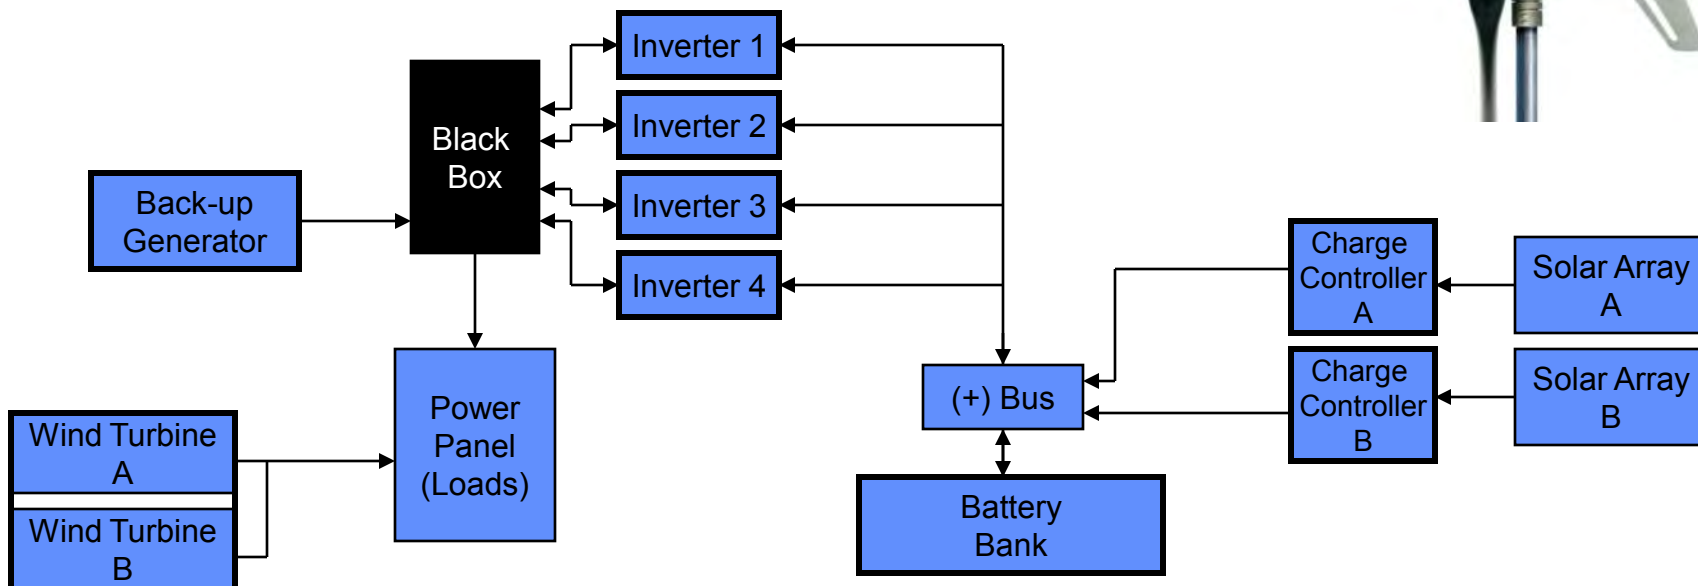 Inverter 1
Inverter 2
Inverter 3
Inverter 4
Black
Box
Back-up
Generator
Power
Panel
(Loads)
Wind Turbine
A
Wind Turbine
B
(+) Bus
Battery
Bank
Charge
Controller
A
Charge
Controller
B
Solar Array
A
Solar Array
B